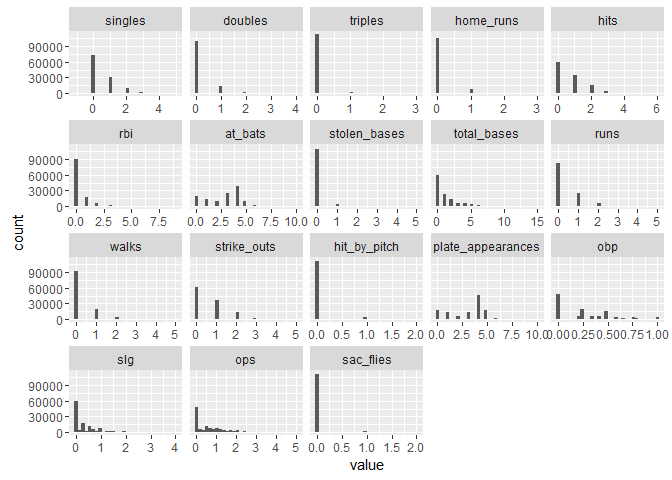 singles doubles triples home_runs hits
90000
60000
30000
0
0 2 4 0 1 2 3 4 0 1 2 3 0 1 2 3 0 2 4 6
rbi at_bats stolen_bases total_bases runs
90000
60000
30000
0
0.0 2.5 5.0 7.5 0.0 2.5 5.0 7.5 10.0 0 1 2 3 4 5 0 5 10 15 0 1 2 3 4 5
count
walks strike_outs hit_by_pitch plate_appearances obp
90000
60000
30000
0
0 1 2 3 4 5 0 1 2 3 4 5 0.0 0.5 1.0 1.5 2.0 0.0 2.5 5.0 7.5 10.0 0.00 0.25 0.50 0.75 1.00
slg ops sac_flies
90000
60000
30000
0
0 1 2 3 4 0 1 2 3 4 5 0.0 0.5 1.0 1.5 2.0
value